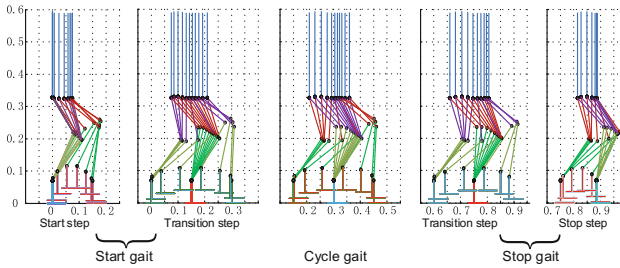 0.6
0.5
0.4
0.3
0.2
0.1
0
0 0.1 0.2
0 0.1 0.2 0.3
0.2 0.3 0.4 0.5
0.6 0.7 0.8 0.9
0.7 0.8 0.9
Start step
Transition step
Transition step
Stop step
Start gait
Cycle gait
Stop gait